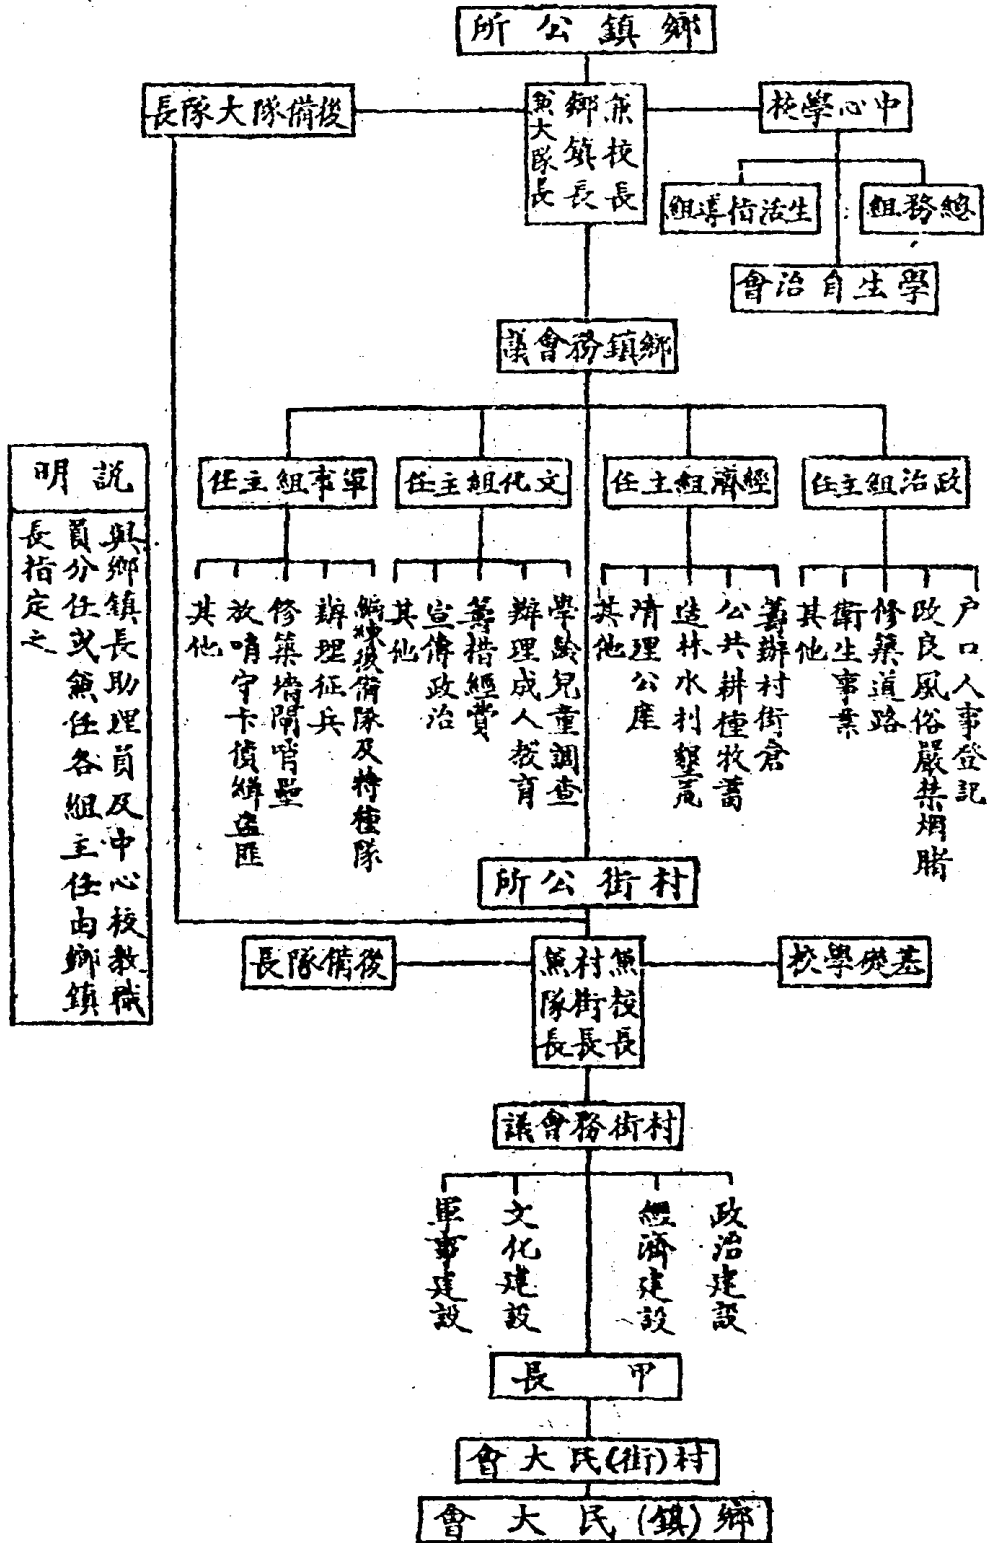 鄉鎮公所
後備隊大隊長
兼校長
鄉鎮長
兼大隊長
中心學校
總務組
生活指導組
學生自治會
鄉鎮務會議
政治組主任
經濟組主任
文化組主任
軍事組主任
户口人事登記
改良風俗嚴禁烟賭
修築道路
衛生事業
其他
籌辦村街倉
公共耕種牧畜
造林水利墾荒
清理公產
其他
學齡兒童調查
辦理成人教育
籌措經費
宣傳政治
其他
編練後備隊及特種隊
辦理征兵
修築墻閘哨壘
放哨守卡偵緝盜匪
其他
說明
與鄉鎮長助理員及中心校教職
員分任或兼任各組主任由鄉鎮
長指定之
村街公所
後備隊長
兼校長
村街長
兼隊長
基礎學校
村街務會議
政治建設
經濟建設
文化建設
軍事建設
甲長
村(街)民大會
鄉(鎮)民大會